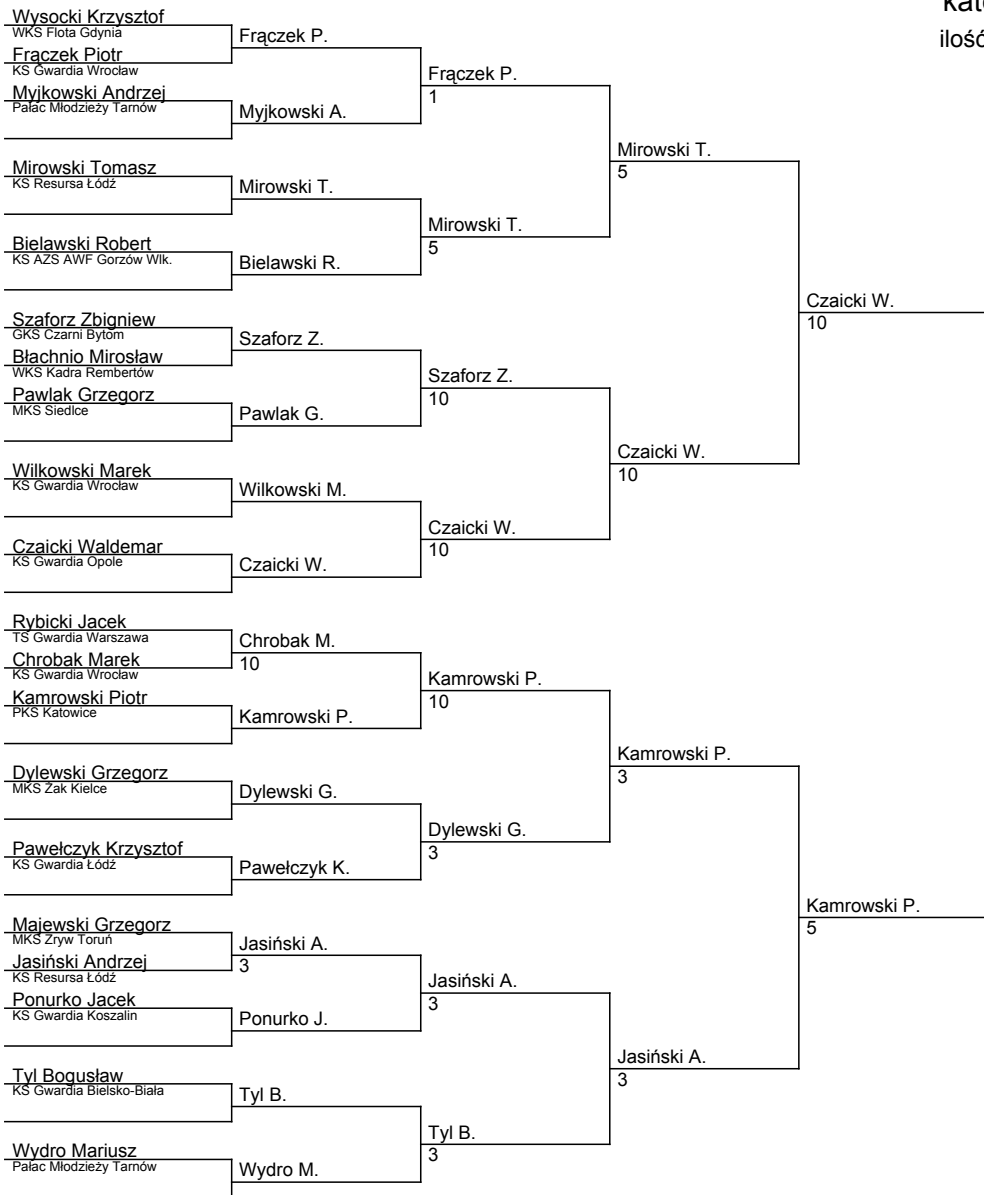 Wysocki Krzysztof
WKS Flota Gdynia
Frączek Piotr
KS Gwardia Wrocław
Myjkowski Andrzej
Pałac Młodzieży Tarnów
Mirowski Tomasz
KS Resursa Łódź
Bielawski Robert
KS AZS AWF Gorzów Wlk.
Szaforz Zbigniew
GKS Czarni Bytom
Błachnio Mirosław
WKS Kadra Rembertów
Pawlak Grzegorz
MKS Siedlce
Wilkowski Marek
KS Gwardia Wrocław
Czaicki Waldemar
KS Gwardia Opole
Rybicki Jacek
TS Gwardia Warszawa
Chrobak Marek
KS Gwardia Wrocław
Kamrowski Piotr
PKS Katowice
Dylewski Grzegorz
MKS Żak Kielce
Pawełczyk Krzysztof
KS Gwardia Łódź
Majewski Grzegorz
MKS Zryw Toruń
Jasiński Andrzej
KS Resursa Łódź
Ponurko Jacek
KS Gwardia Koszalin
Tyl Bogusław
KS Gwardia Bielsko-Biała
Wydro Mariusz
Pałac Młodzieży Tarnów
Frączek P.
Myjkowski A.
Mirowski T.
Bielawski R.
Szaforz Z.
Pawlak G.
Wilkowski M.
Czaicki W.
Chrobak M.
10
Kamrowski P.
Dylewski G.
Pawełczyk K.
Jasiński A.
3
Ponurko J.
Tyl B.
Wydro M.
Frączek P.
1
Mirowski T.
5
Szaforz Z.
10
Czaicki W.
10
Kamrowski P.
10
Dylewski G.
3
Jasiński A.
3
Tyl B.
3
Mirowski T.
5
Czaicki W.
10
Kamrowski P.
3
Jasiński A.
3
Czaicki W.
10
Kamrowski P.
5
ilość